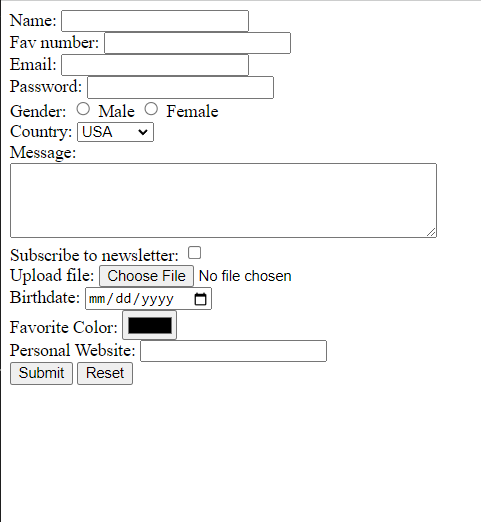 Name:
Fav number:
Email:
Password:
Gender: Male Female
Country: USA
Message:
Subscribe to newsletter:
Upload file: Choose File No file chosen
Birthdate: mm/dd/yyyy
Favorite Color:
Personal Website:
Submit Reset